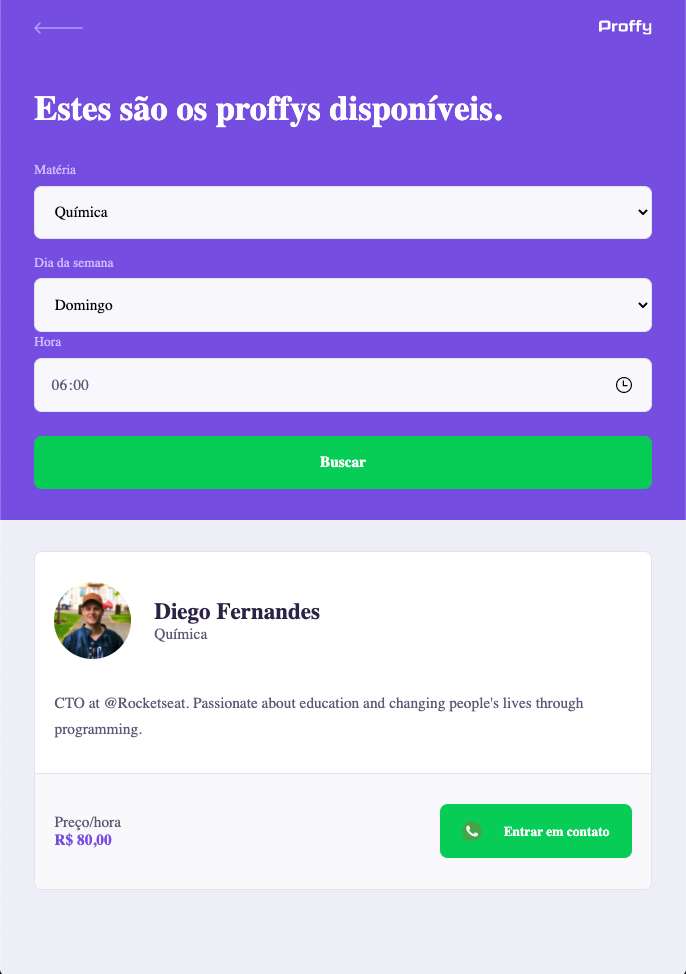 Proffy
Estes são os proffys disponíveis.
Matéria
Química
Dia da semana
Domingo
Hora
06:00
Buscar
Diego Fernandes
Química
CTO at @Rocketseat. Passionate about education and changing people's lives through
programming.
Preço/hora
R$ 80,00
Entrar em contato